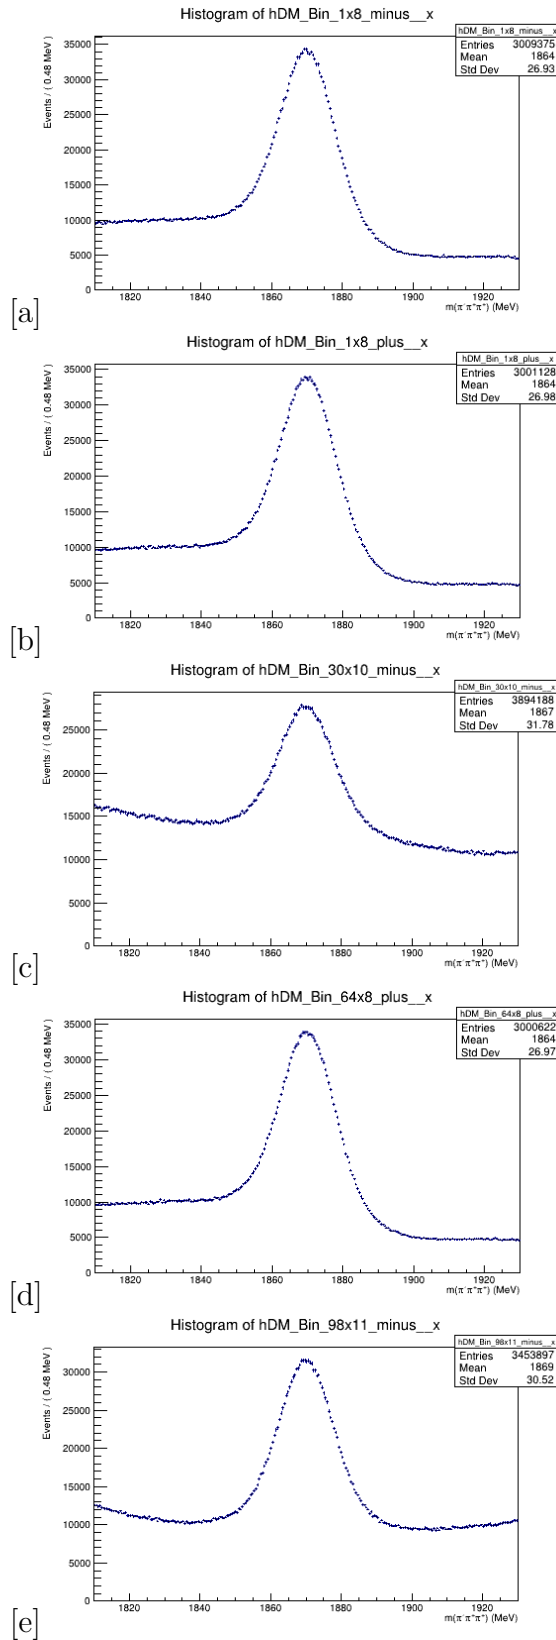 Histogram of hDM_Bin_1x8_minus__x
hDM_Bin_1x8_minus__x
Entries 3009375
Mean 1864
Std Dev 26.93
Events / ( 0.48 MeV )
35000
30000
25000
20000
15000
10000
5000
0
1820 1840 1860 1880 1900 1920
m(π⁻π⁺π⁺) (MeV)
[a]
Histogram of hDM_Bin_1x8_plus__x
hDM_Bin_1x8_plus__x
Entries 3001128
Mean 1864
Std Dev 26.98
Events / ( 0.48 MeV )
35000
30000
25000
20000
15000
10000
5000
0
1820 1840 1860 1880 1900 1920
m(π⁻π⁺π⁺) (MeV)
[b]
Histogram of hDM_Bin_30x10_minus__x
hDM_Bin_30x10_minus__x
Entries 3894188
Mean 1867
Std Dev 31.78
Events / ( 0.48 MeV )
25000
20000
15000
10000
5000
0
1820 1840 1860 1880 1900 1920
m(π⁻π⁺π⁺) (MeV)
[c]
Histogram of hDM_Bin_64x8_plus__x
hDM_Bin_64x8_plus__x
Entries 3000622
Mean 1864
Std Dev 26.97
Events / ( 0.48 MeV )
35000
30000
25000
20000
15000
10000
5000
0
1820 1840 1860 1880 1900 1920
m(π⁻π⁺π⁺) (MeV)
[d]
Histogram of hDM_Bin_98x11_minus__x
hDM_Bin_98x11_minus__x
Entries 3453897
Mean 1869
Std Dev 30.52
Events / ( 0.48 MeV )
30000
25000
20000
15000
10000
5000
0
1820 1840 1860 1880 1900 1920
m(π⁻π⁺π⁺) (MeV)
[e]